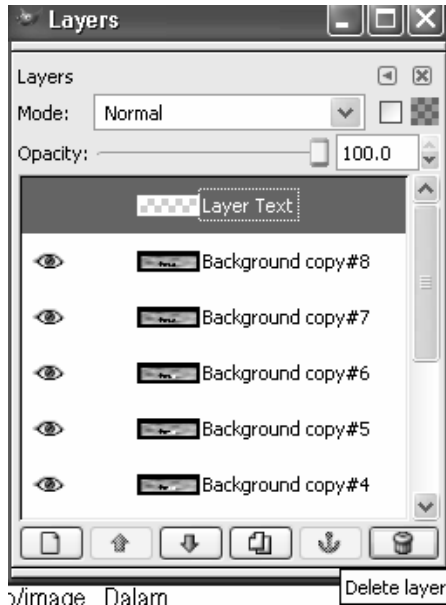 Layers
Layers
Mode: Normal
Opacity: 100.0
Layer Text
Background copy#8
Background copy#7
Background copy#6
Background copy#5
Background copy#4
Delete layer
o/image Dalam